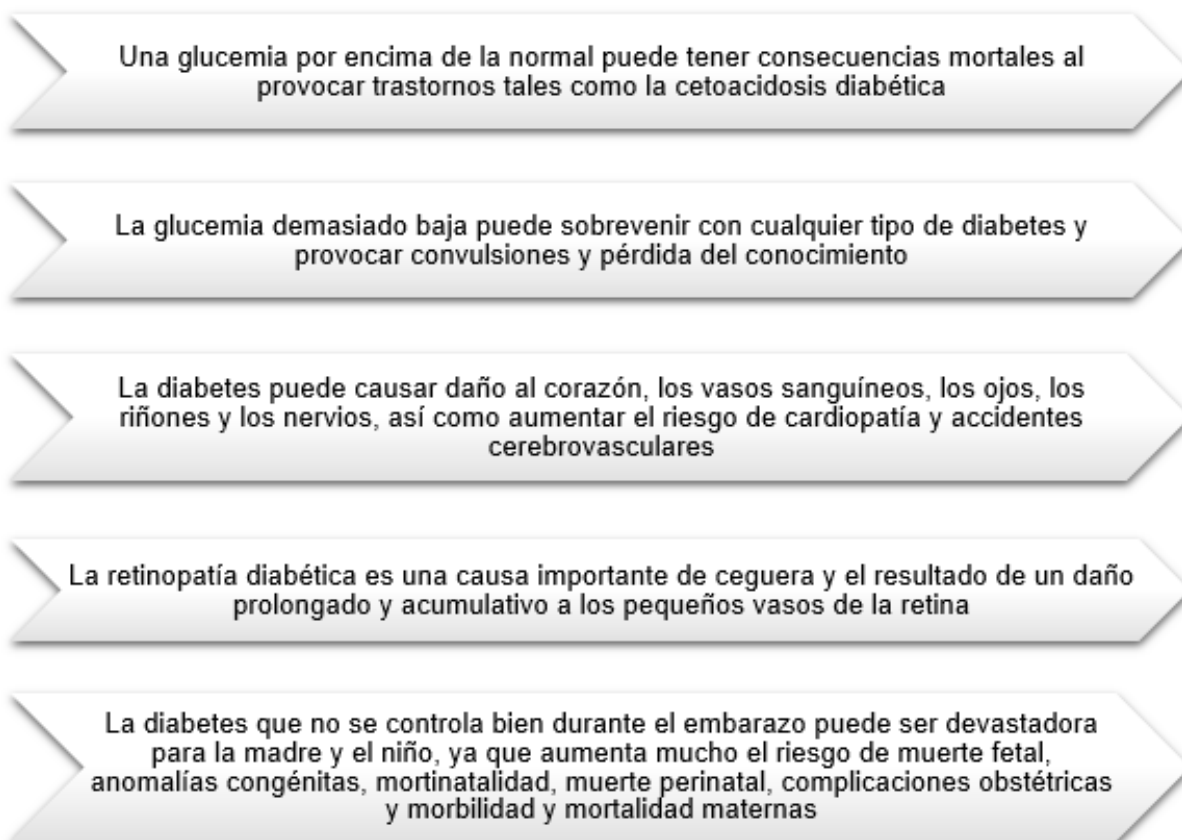 Una glucemia por encima de la normal puede tener consecuencias mortales al
provocar trastornos tales como la cetoacidosis diabética
La glucemia demasiado baja puede sobrevenir con cualquier tipo de diabetes y
provocar convulsiones y pérdida del conocimiento
La diabetes puede causar daño al corazón, los vasos sanguíneos, los ojos, los
riñones y los nervios, así como aumentar el riesgo de cardiopatía y accidentes
cerebrovasculares
La retinopatía diabética es una causa importante de ceguera y el resultado de un daño
prolongado y acumulativo a los pequeños vasos de la retina
La diabetes que no se controla bien durante el embarazo puede ser devastadora
para la madre y el niño, ya que aumenta mucho el riesgo de muerte fetal,
anomalías congénitas, mortinatalidad, muerte perinatal, complicaciones obstétricas
y morbilidad y mortalidad maternas